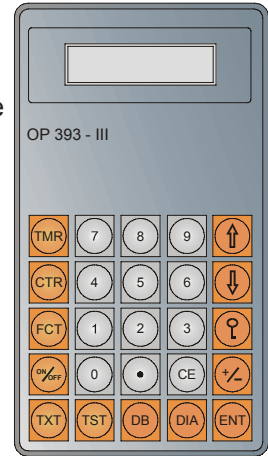 e
OP 393 - III
TMR 7 8 9 ⇧
CTR 4 5 6 ⇩
FCT 1 2 3
ON/OFF 0 • CE +/-
TXT TST DB DIA ENT